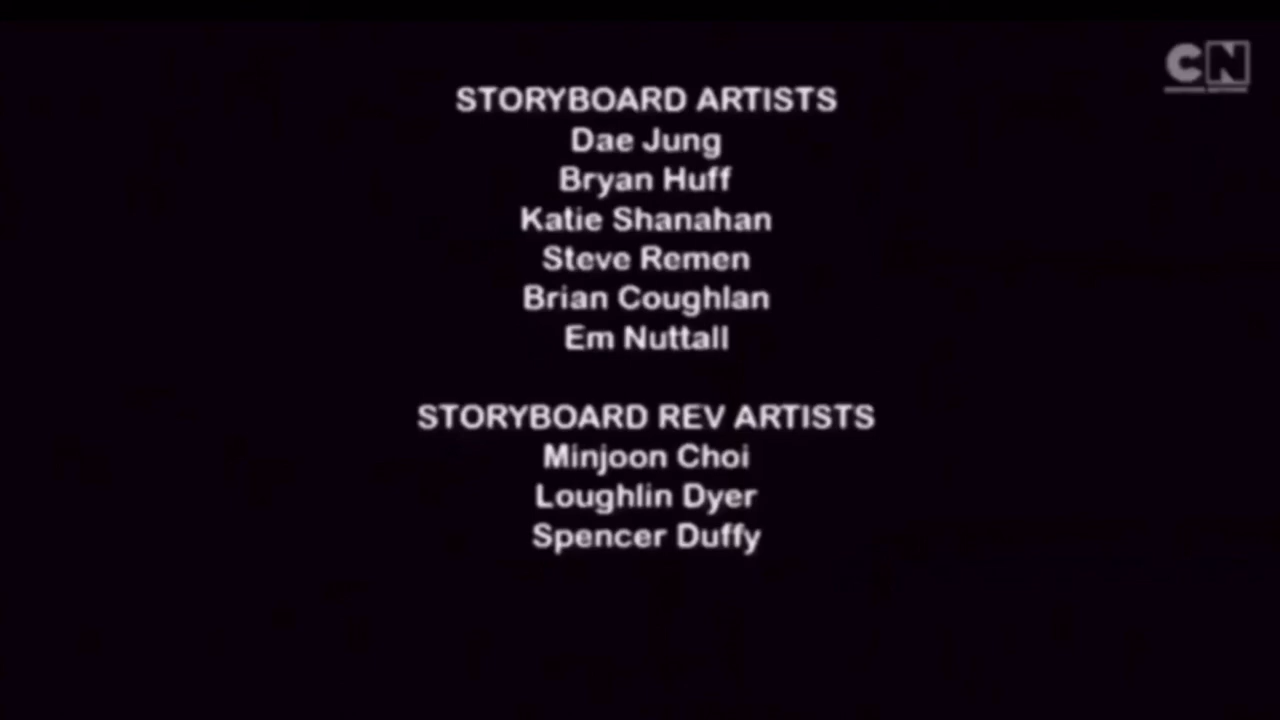 CN
STORYBOARD ARTISTS
Dae Jung
Bryan Huff
Katie Shanahan
Steve Remen
Brian Coughlan
Em Nuttall
STORYBOARD REV ARTISTS
Minjoon Choi
Loughlin Dyer
Spencer Duffy